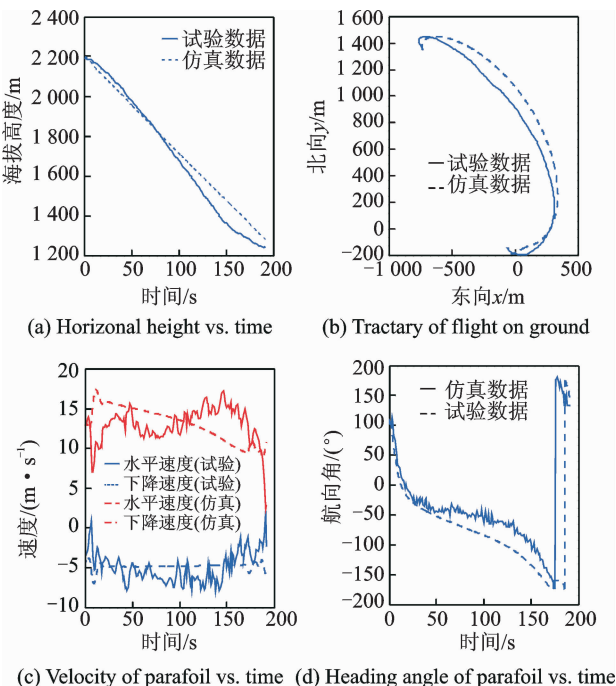 2 200
2 400
2 000
1 800
1 600
1 400
1 200
0 50 100 150 200
海拔高度/m
时间/s
试验数据
仿真数据
(a) Horizonal height vs. time
1 600
1 400
1 200
1 000
800
600
400
200
0
−200
−1 000 −500 0 500
北向y/m
东向x/m
试验数据
仿真数据
(b) Tractary of flight on ground
20
15
10
5
0
−5
−10
0 50 100 150 200
速度/(m·s⁻¹)
时间/s
水平速度(试验)
下降速度(试验)
水平速度(仿真)
下降速度(仿真)
(c) Velocity of parafoil vs. time
200
150
100
50
0
−50
−100
−150
−200
0 50 100 150 200
航向角/(°)
时间/s
仿真数据
试验数据
(d) Heading angle of parafoil vs. time